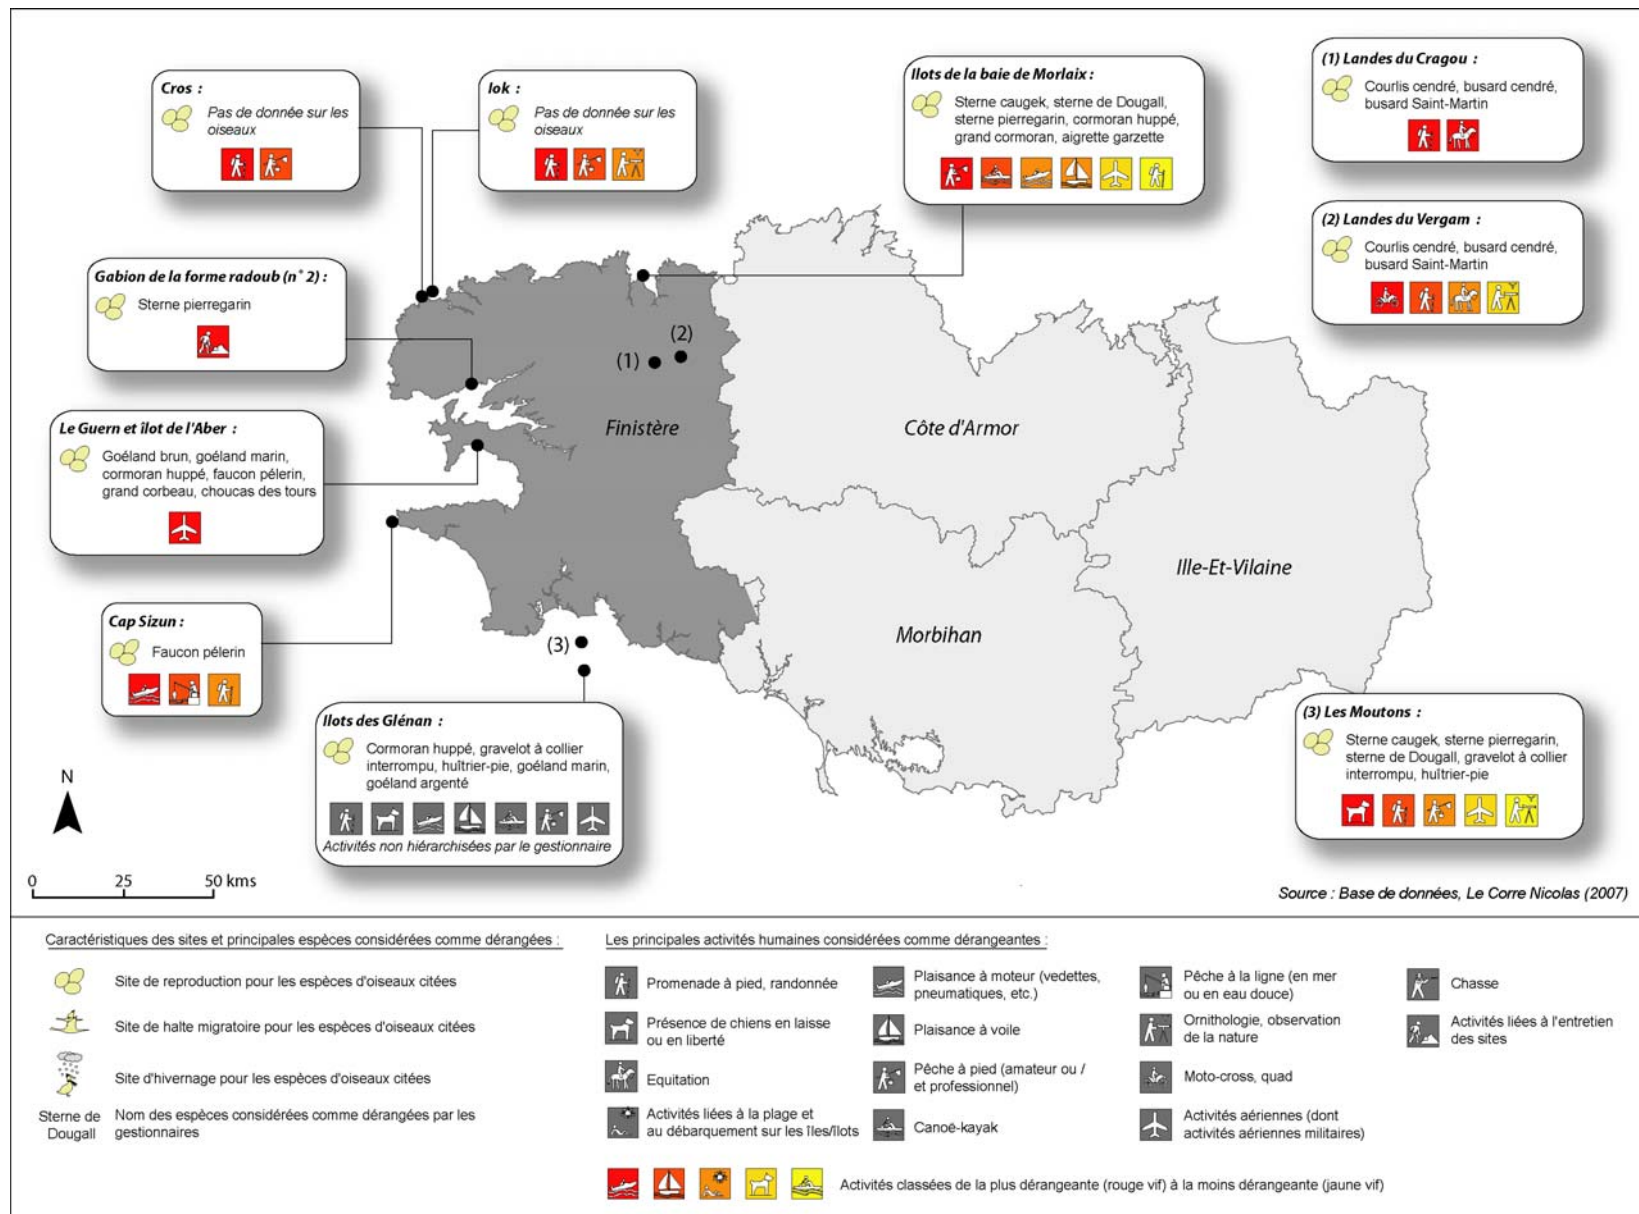 Cros :
Pas de donnée sur les
oiseaux
Iok :
Pas de donnée sur les
oiseaux
Ilots de la baie de Morlaix :
Sterne caugek, sterne de Dougall,
sterne pierregarin, cormoran huppé,
grand cormoran, aigrette garzette
(1) Landes du Cragou :
Courlis cendré, busard cendré,
busard Saint-Martin
(2) Landes du Vergam :
Courlis cendré, busard cendré,
busard Saint-Martin
Gabion de la forme radoub (n° 2) :
Sterne pierregarin
Le Guern et îlot de l'Aber :
Goéland brun, goéland marin,
cormoran huppé, faucon pélerin,
grand corbeau, choucas des tours
Cap Sizun :
Faucon pélerin
Ilots des Glénan :
Cormoran huppé, gravelot à collier
interrompu, huîtrier-pie, goéland marin,
goéland argenté
Activités non hiérarchisées par le gestionnaire
(3) Les Moutons :
Sterne caugek, sterne pierregarin,
sterne de Dougall, gravelot à collier
interrompu, huîtrier-pie
(1)
(2)
(3)
Finistère
Côte d'Armor
Ille-Et-Vilaine
Morbihan
N
0 25 50 kms
Source : Base de données, Le Corre Nicolas (2007)
Caractéristiques des sites et principales espèces considérées comme dérangées :
Site de reproduction pour les espèces d'oiseaux citées
Site de halte migratoire pour les espèces d'oiseaux citées
Site d'hivernage pour les espèces d'oiseaux citées
Sterne de
Dougall
Nom des espèces considérées comme dérangées par les
gestionnaires
Les principales activités humaines considérées comme dérangeantes :
Promenade à pied, randonnée
Présence de chiens en laisse
ou en liberté
Equitation
Activités liées à la plage et
au débarquement sur les îles/îlots
Plaisance à moteur (vedettes,
pneumatiques, etc.)
Plaisance à voile
Pêche à pied (amateur ou /
et professionnel)
Canoë-kayak
Pêche à la ligne (en mer
ou en eau douce)
Ornithologie, observation
de la nature
Moto-cross, quad
Activités aériennes (dont
activités aériennes militaires)
Chasse
Activités liées à l'entretien
des sites
Activités classées de la plus dérangeante (rouge vif) à la moins dérangeante (jaune vif)